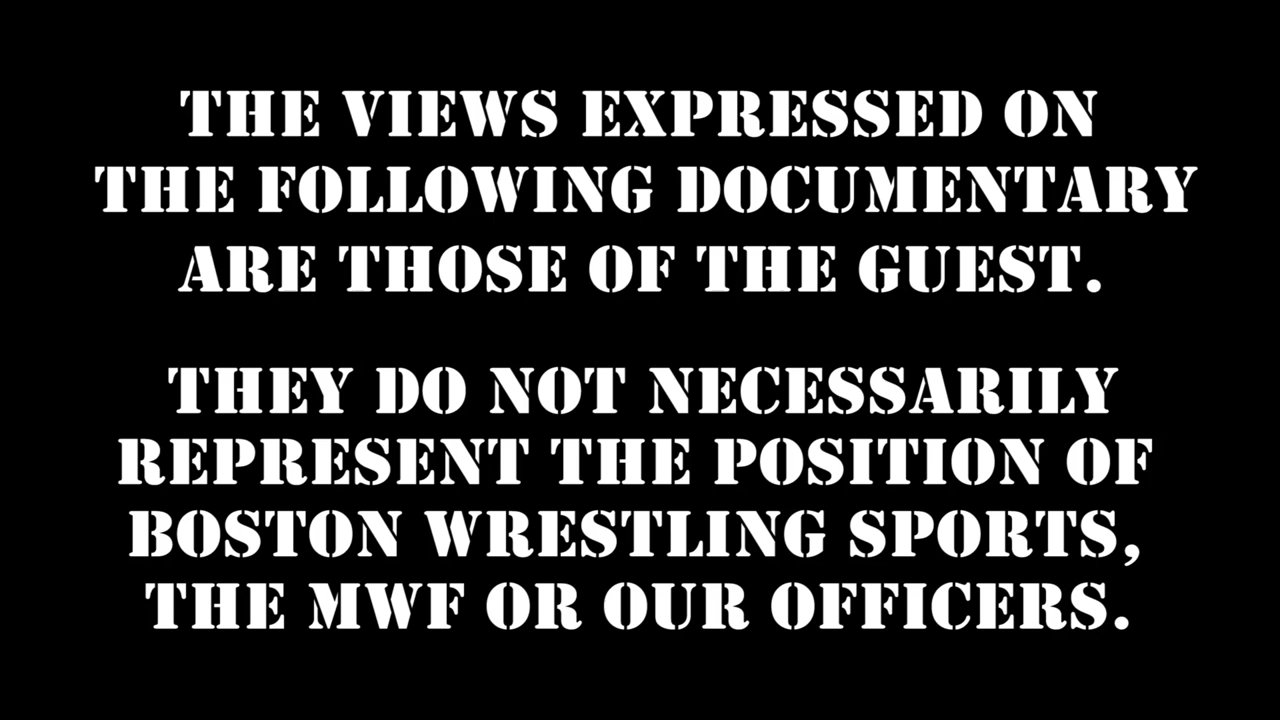 THE VIEWS EXPRESSED ON
THE FOLLOWING DOCUMENTARY
ARE THOSE OF THE GUEST.
THEY DO NOT NECESSARILY
REPRESENT THE POSITION OF
BOSTON WRESTLING SPORTS,
THE MWF OR OUR OFFICERS.